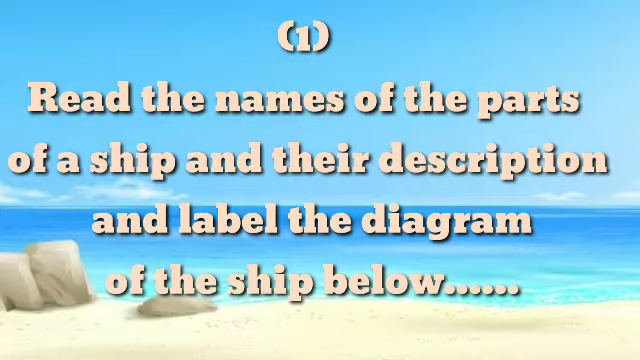 (1)
Read the names of the parts
of a ship and their description
and label the diagram
of the ship below......